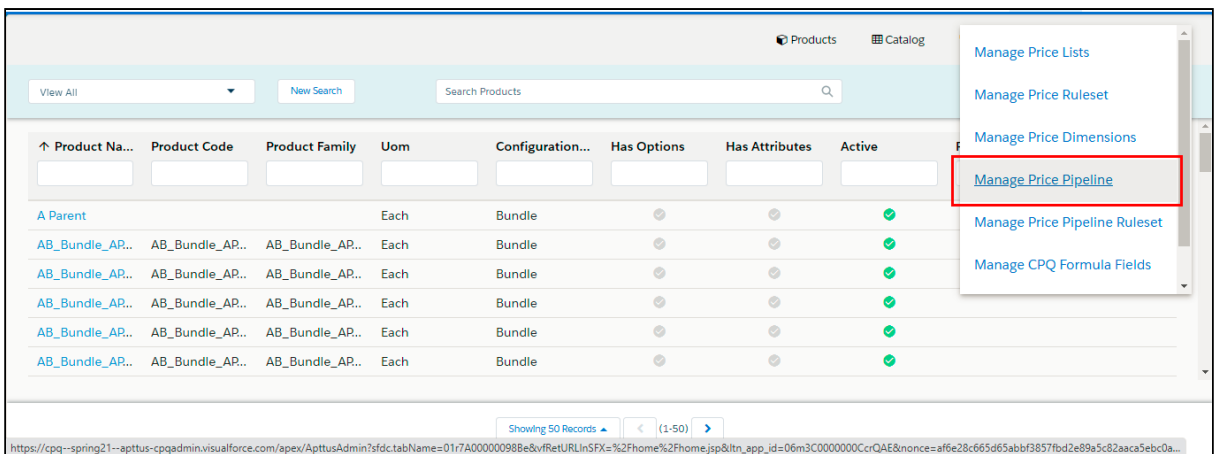 Products Catalog
Manage Price Lists
View All New Search Search Products
Manage Price Ruleset
Manage Price Dimensions
↑ Product Na... Product Code Product Family Uom Configuration... Has Options Has Attributes Active
Manage Price Pipeline
A Parent Each Bundle
Manage Price Pipeline Ruleset
AB_Bundle_AP... AB_Bundle_AP... AB_Bundle_AP... Each Bundle
AB_Bundle_AP... AB_Bundle_AP... AB_Bundle_AP... Each Bundle
Manage CPQ Formula Fields
AB_Bundle_AP... AB_Bundle_AP... AB_Bundle_AP... Each Bundle
AB_Bundle_AP... AB_Bundle_AP... AB_Bundle_AP... Each Bundle
AB_Bundle_AP... AB_Bundle_AP... AB_Bundle_AP... Each Bundle
Showing 50 Records (1-50)
https://cpq--spring21--apttus-cpqadmin.visualforce.com/apex/ApttusAdmin?sfdc.tabName=01r7A00000098Be&vfRetURLInSFX=%2Fhome%2Fhome.jsp&ltn_app_id=06m3C0000000CcrQAE&nonce=af6e28c665d65abbf3857fbd2e89a5c82aaca5ebc0a...